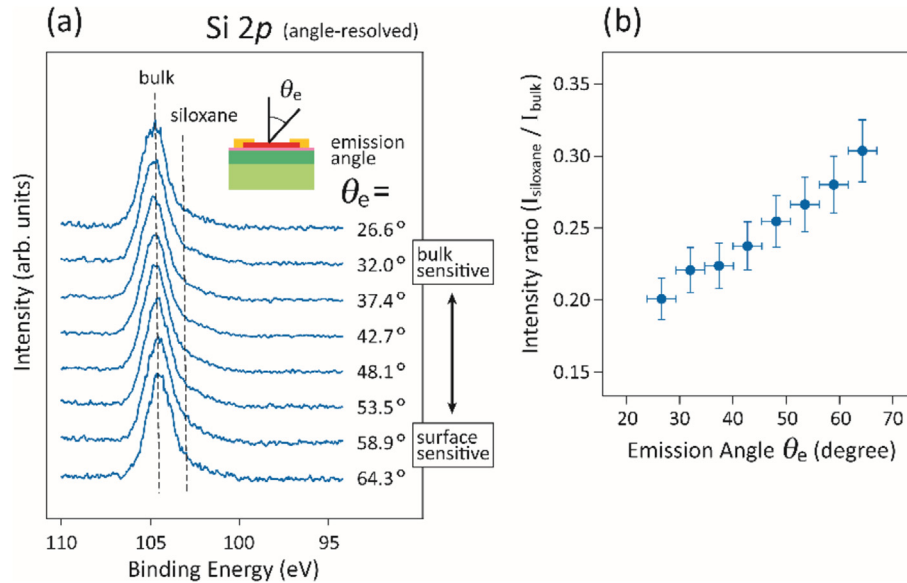 (a)
Si 2p (angle-resolved)
bulk
siloxane
θe
emission
angle
θe =
26.6°
32.0°
37.4°
42.7°
48.1°
53.5°
58.9°
64.3°
bulk
sensitive
surface
sensitive
Intensity (arb. units)
110
105
100
95
Binding Energy (eV)
(b)
Intensity ratio (Isiloxane / Ibulk)
0.35
0.30
0.25
0.20
0.15
20
30
40
50
60
70
Emission Angle θe (degree)